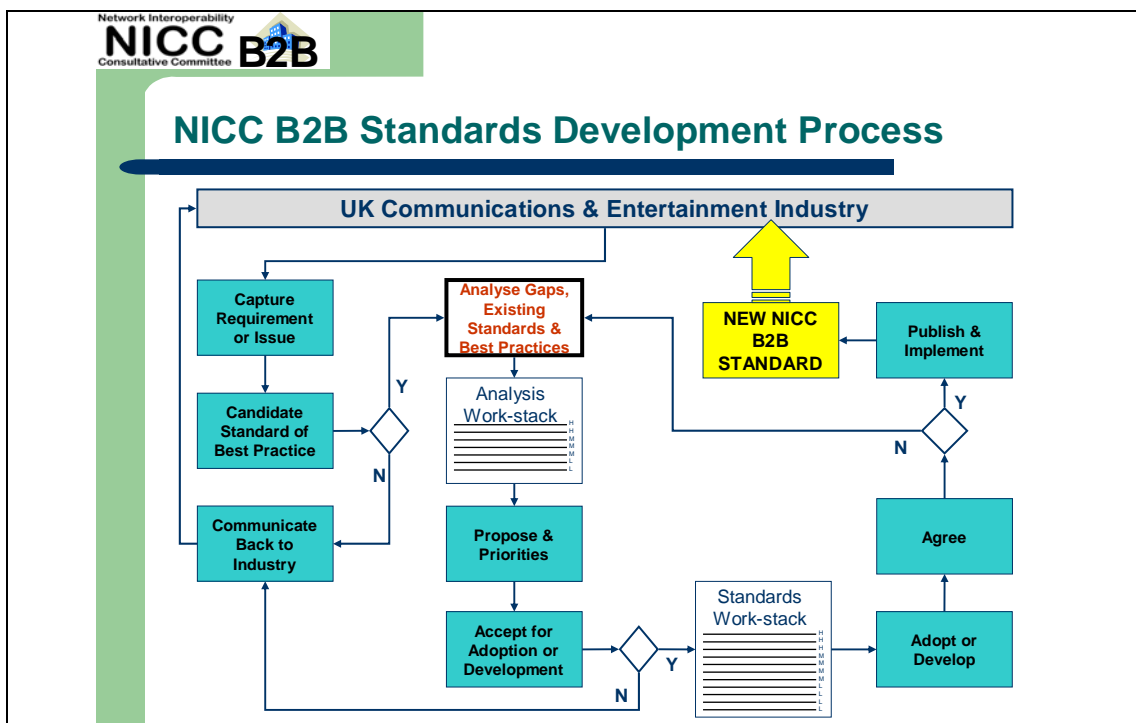 Network Interoperability
NICC
Consultative Committee
B2B
NICC B2B Standards Development Process
UK Communications & Entertainment Industry
Capture
Requirement
or Issue
Analyse Gaps,
Existing
Standards &
Best Practices
NEW NICC
B2B
STANDARD
Publish &
Implement
Y
Candidate
Standard of
Best Practice
N
Analysis
Work-stack
H
H
M
M
M
L
L
Y
N
Communicate
Back to
Industry
Propose &
Priorities
Agree
Accept for
Adoption or
Development
Y
N
Standards
Work-stack
H
H
H
M
M
M
M
L
L
L
L
Adopt or
Develop